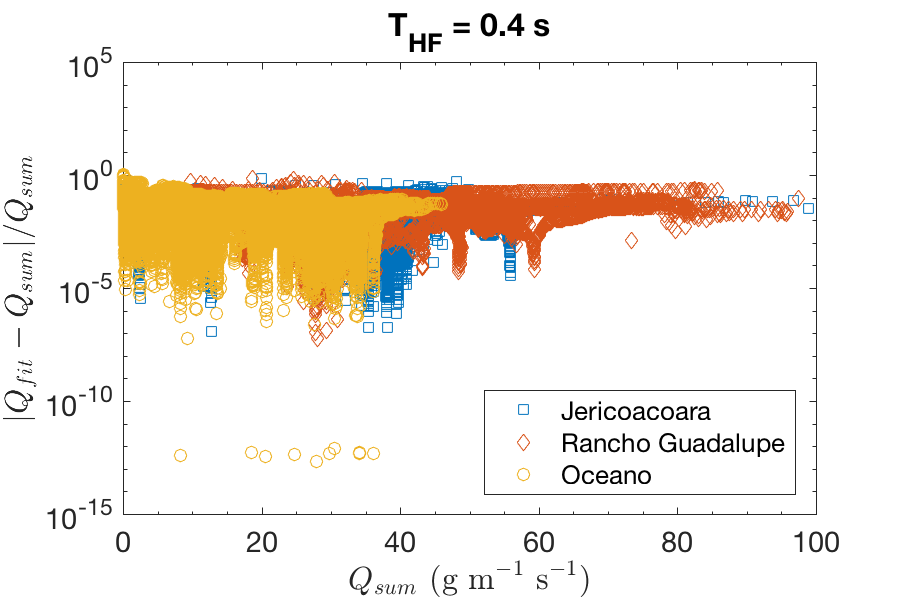 T_HF = 0.4 s
|Q_fit − Q_sum|/Q_sum
10^5
10^0
10^-5
10^-10
10^-15
0 20 40 60 80 100
Q_sum (g m^−1 s^−1)
Jericoacoara
Rancho Guadalupe
Oceano